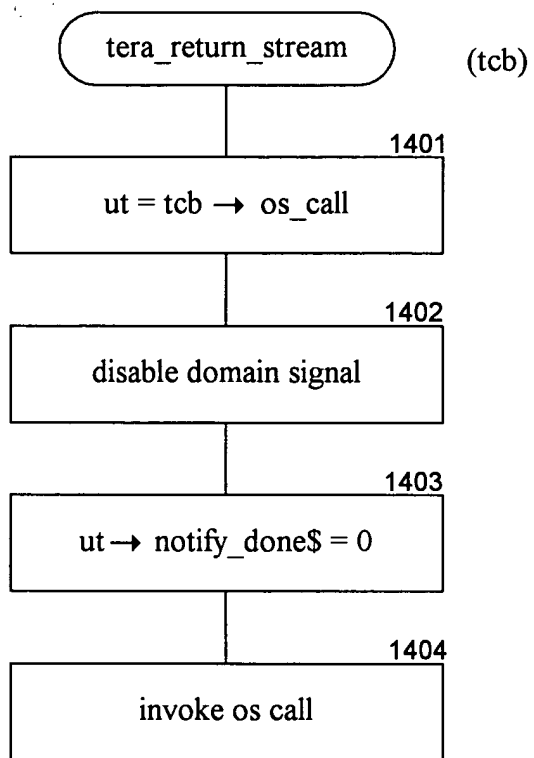 tera_return_stream
(tcb)
1401
ut = tcb → os_call
1402
disable domain signal
1403
ut → notify_done$ = 0
1404
invoke os call